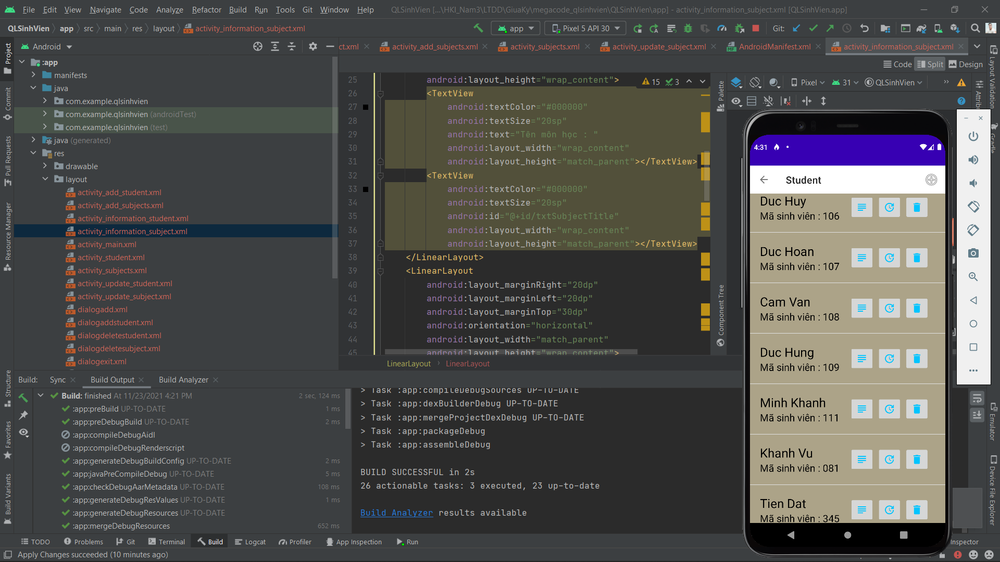 File Edit View Navigate Code Analyze Refactor Build Run Tools Git Window Help QLSinhVien [...\HKI_Nam3\LTDD\GiuaKy\megacode_qlsinhvien\QLSinhVien\app] - activity_information_subject.xml [QLSinhVien.app]
QLSinhVien app src main res layout activity_information_subject.xml app Pixel 5 API 30 Git:
Android
ct.xml activity_add_subjects.xml activity_subjects.xml activity_update_subject.xml AndroidManifest.xml activity_information_subject.xml
Code Split Design
Pixel 31 QLSinhVien
Project
Commit
Pull Requests
Resource Manager
Structure
Favorites
Build Variants
:app
manifests
java
com.example.qlsinhvien
com.example.qlsinhvien (androidTest)
com.example.qlsinhvien (test)
java (generated)
res
drawable
layout
activity_add_student.xml
activity_add_subjects.xml
activity_information_student.xml
activity_information_subject.xml
activity_main.xml
activity_student.xml
activity_subjects.xml
activity_update_student.xml
activity_update_subject.xml
dialogadd.xml
dialogaddstudent.xml
dialogdeletestudent.xml
dialogdeletesubject.xml
dialogexit.xml
15 3
25 android:layout_height="wrap_content">
26 <TextView
27 android:textColor="#000000"
28 android:textSize="20sp"
29 android:text="Tên môn học : "
30 android:layout_width="wrap_content"
31 android:layout_height="match_parent"></TextView>
32 <TextView
33 android:textColor="#000000"
34 android:textSize="20sp"
35 android:id="@+id/txtSubjectTitle"
36 android:layout_width="wrap_content"
37 android:layout_height="match_parent"></TextView>
38 </LinearLayout>
39 <LinearLayout
40 android:layout_marginRight="20dp"
41 android:layout_marginLeft="20dp"
42 android:layout_marginTop="30dp"
43 android:orientation="horizontal"
44 android:layout_width="match_parent"
45 android:layout_height="wrap_content">
LinearLayout LinearLayout
Palette
Component Tree
Layout Validation
Gradle
Emulator
Device File Explorer
4:31
Student
Duc Huy
Mã sinh viên : 106
Duc Hoan
Mã sinh viên : 107
Cam Van
Mã sinh viên : 108
Duc Hung
Mã sinh viên : 109
Minh Khanh
Mã sinh viên : 111
Khanh Vu
Mã sinh viên : 081
Tien Dat
Mã sinh viên : 345
Build: Sync Build Output Build Analyzer
Build: finished At 11/23/2021 4:21 PM 2 sec, 124 ms
:app:preBuild UP-TO-DATE 1 ms
:app:preDebugBuild UP-TO-DATE 2 ms
:app:compileDebugAidl
:app:compileDebugRenderscript
:app:generateDebugBuildConfig UP-TO-DATE 2 ms
:app:javaPreCompileDebug UP-TO-DATE 5 ms
:app:checkDebugAarMetadata UP-TO-DATE 108 ms
:app:generateDebugResValues UP-TO-DATE 1 ms
:app:generateDebugResources UP-TO-DATE
:app:mergeDebugResources 652 ms
> Task :app:compileDebugSources UP-TO-DATE
> Task :app:dexBuilderDebug UP-TO-DATE
> Task :app:mergeProjectDexDebug UP-TO-DATE
> Task :app:packageDebug
> Task :app:assembleDebug
BUILD SUCCESSFUL in 2s
26 actionable tasks: 3 executed, 23 up-to-date
Build Analyzer results available
TODO Problems Git Terminal Build Logcat Profiler App Inspection Run Inspector
Apply Changes succeeded (10 minutes ago)